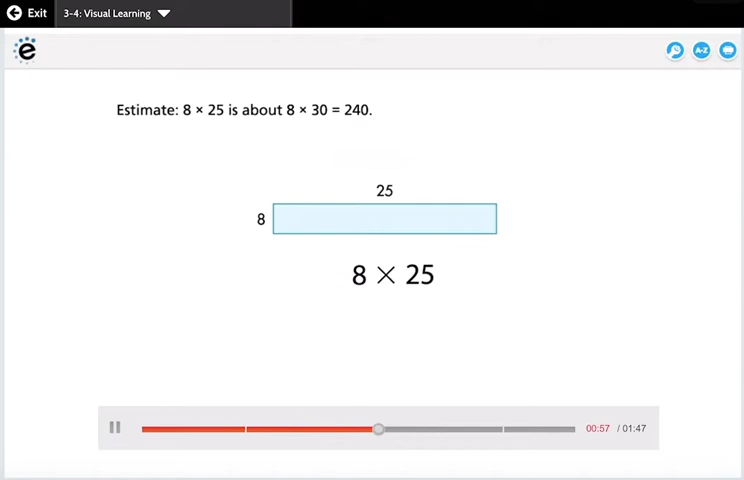 Exit
3-4: Visual Learning
e
A-Z
Estimate: 8 × 25 is about 8 × 30 = 240.
25
8
8 × 25
00:57 / 01:47